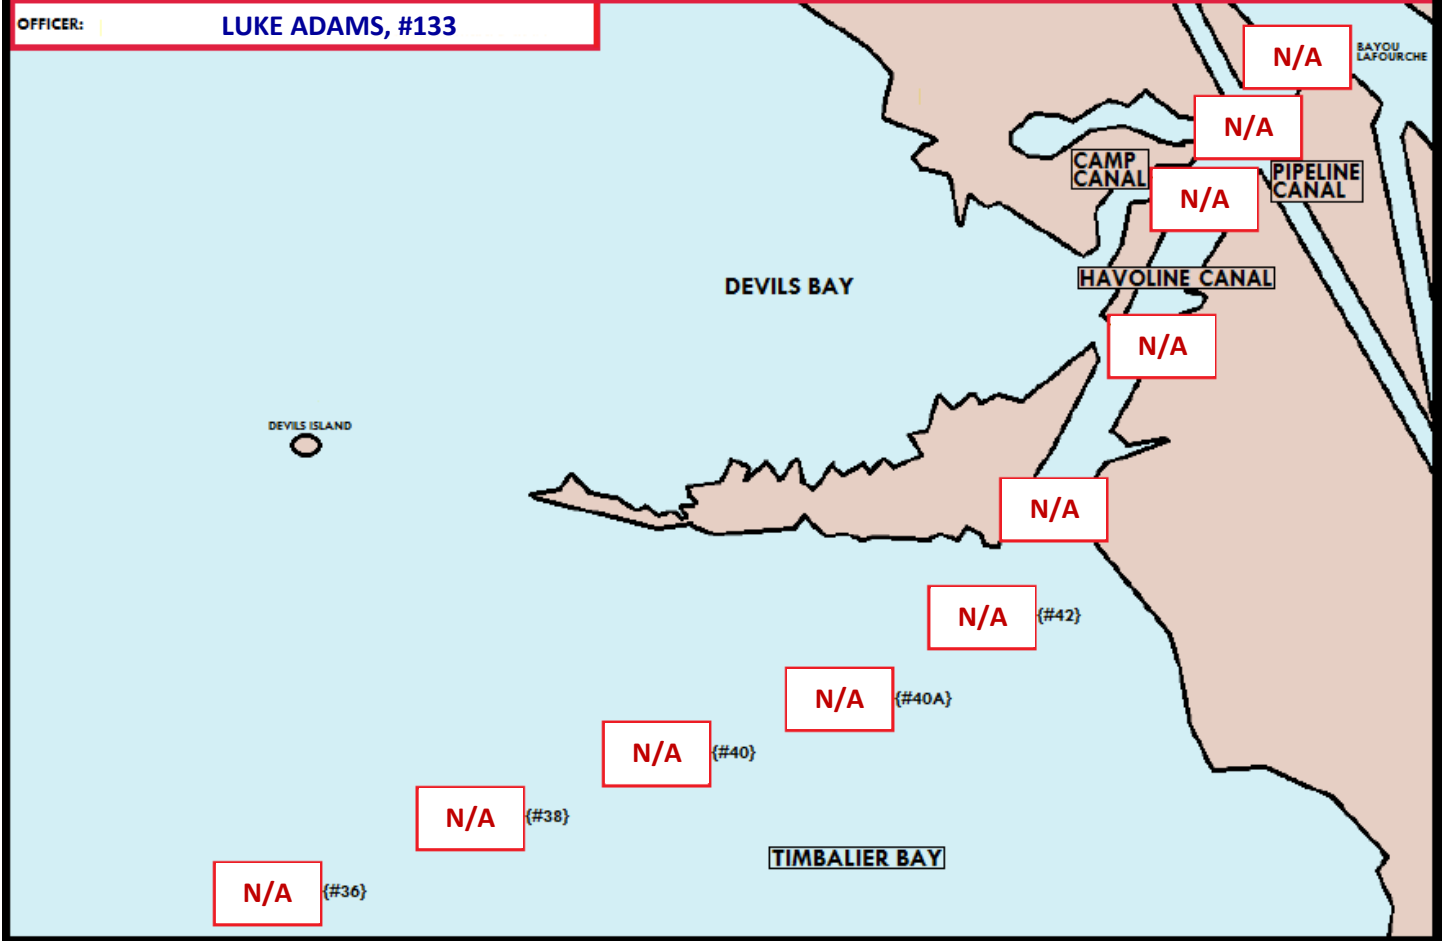 OFFICER: LUKE ADAMS, #133
N/A
BAYOU
LAFOURCHE
N/A
CAMP
CANAL
PIPELINE
CANAL
N/A
HAVOLINE CANAL
DEVILS BAY
N/A
DEVILS ISLAND
N/A
N/A {#42}
N/A {#40A}
N/A {#40}
N/A {#38}
TIMBALIER BAY
N/A {#36}